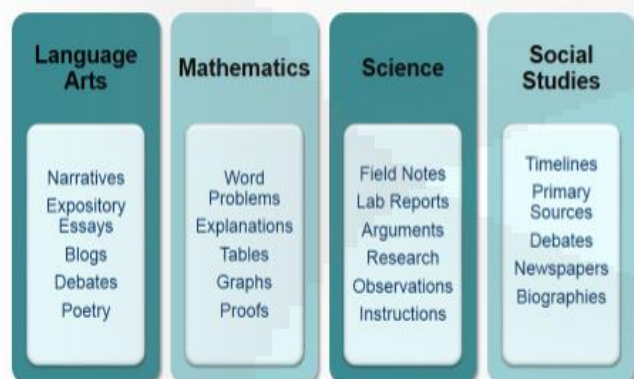 Language
Arts
Narratives
Expository
Essays
Blogs
Debates
Poetry
Mathematics
Word
Problems
Explanations
Tables
Graphs
Proofs
Science
Field Notes
Lab Reports
Arguments
Research
Observations
Instructions
Social
Studies
Timelines
Primary
Sources
Debates
Newspapers
Biographies